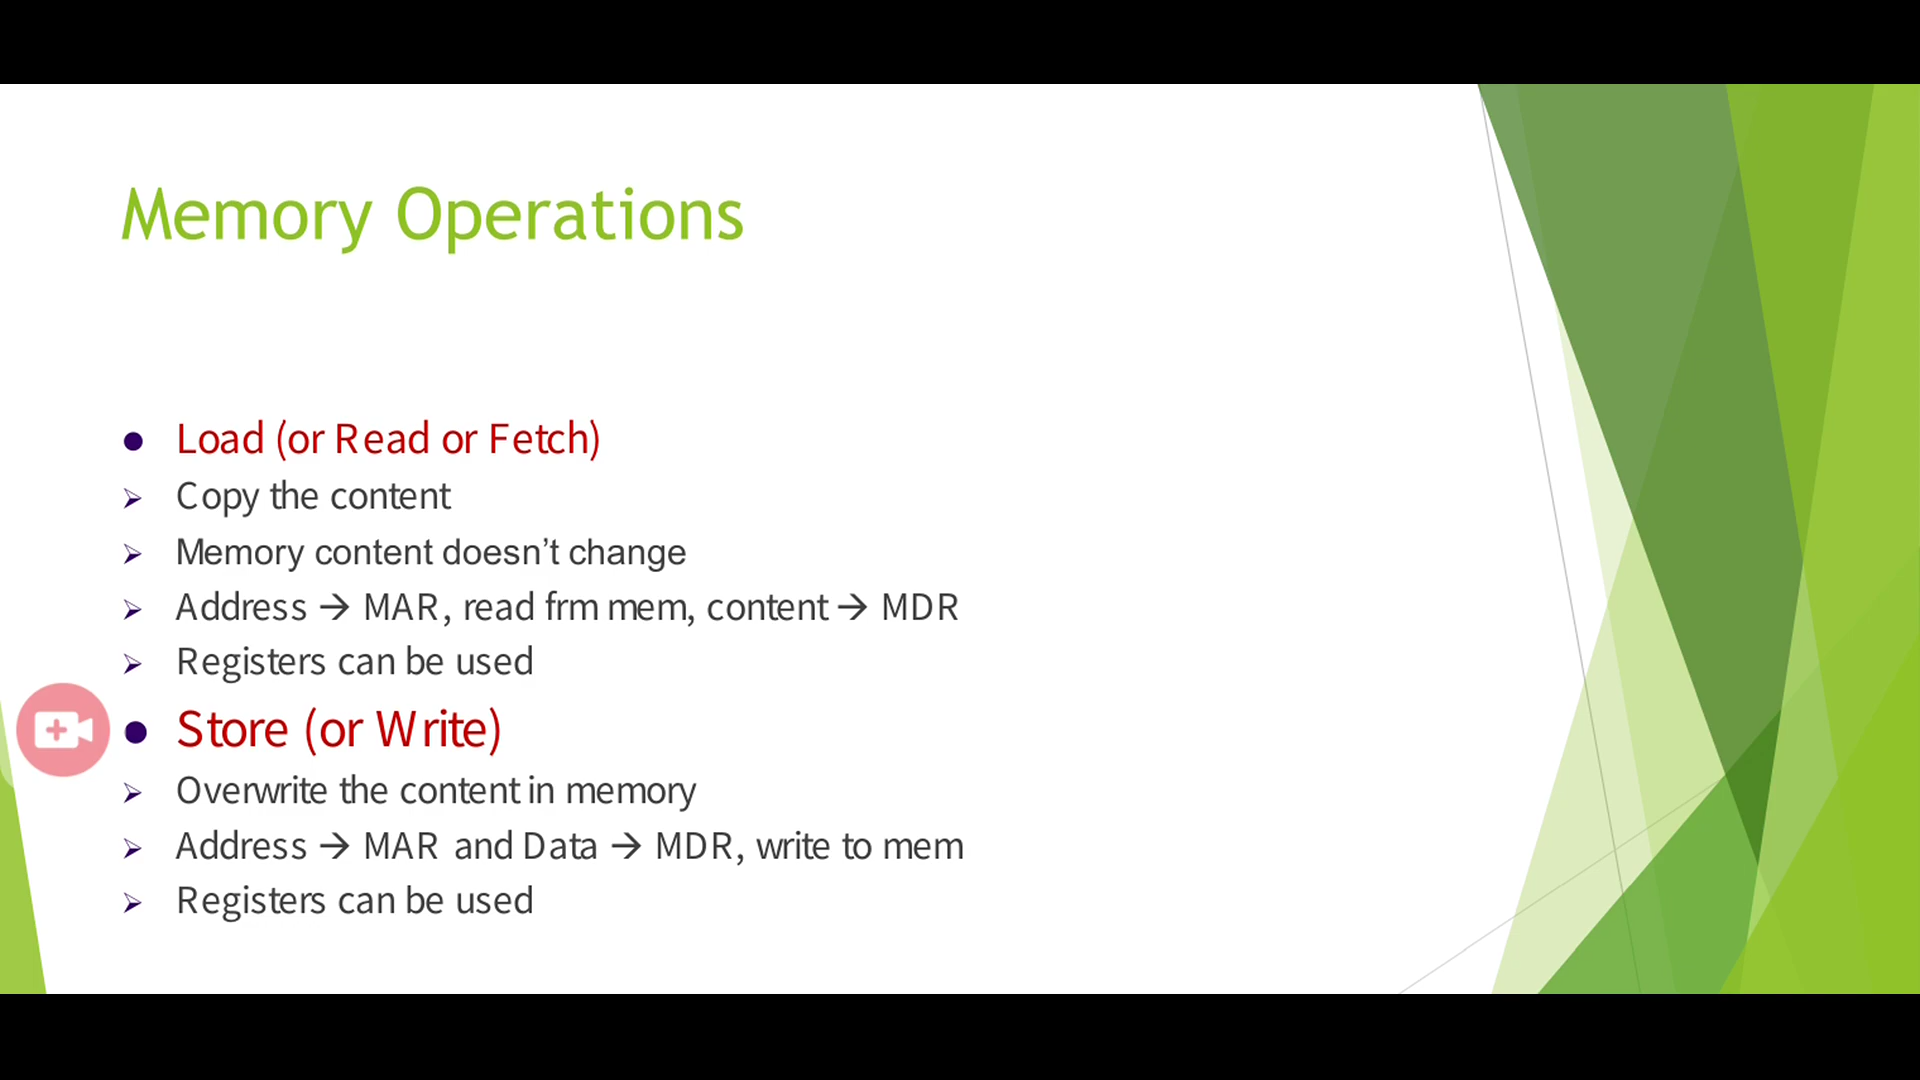 Memory Operations
● Load (or Read or Fetch)
➢ Copy the content
➢ Memory content doesn’t change
➢ Address → MAR, read frm mem, content → MDR
➢ Registers can be used
● Store (or Write)
➢ Overwrite the content in memory
➢ Address → MAR and Data → MDR, write to mem
➢ Registers can be used